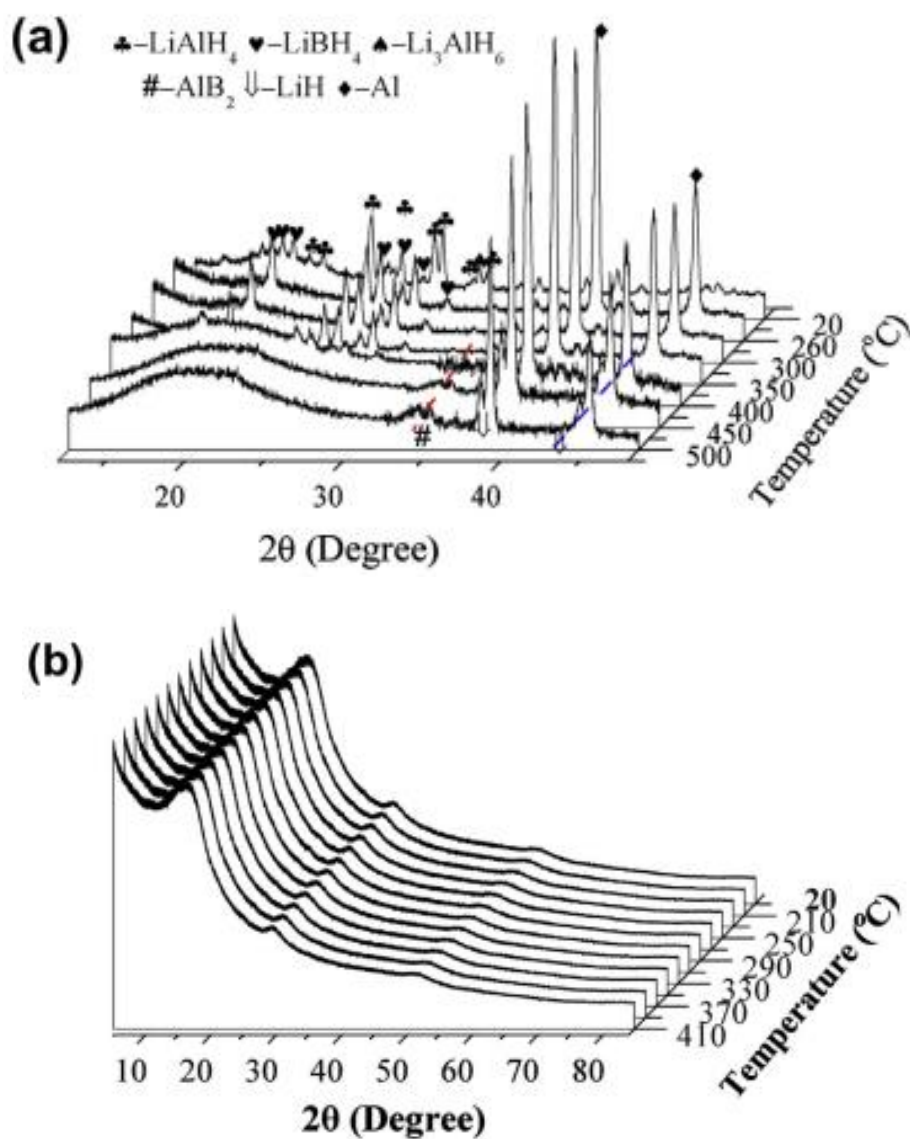 (a) ♣–LiAlH₄ ♥–LiBH₄ ♠–Li₃AlH₆
#–AlB₂ ⇓–LiH ♦–Al
#
20
260
300
350
400
450
500
Temperature (°C)
20 30 40
2θ (Degree)
(b)
20
210
250
290
330
370
410
Temperature (°C)
10 20 30 40 50 60 70 80
2θ (Degree)